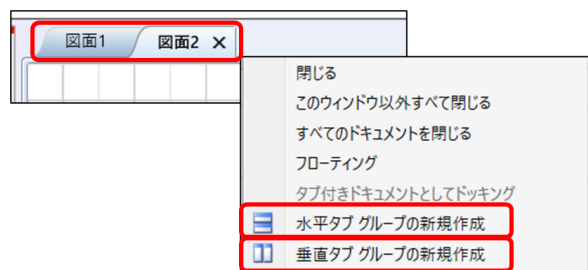 図面1 図面2 ×
閉じる
このウィンドウ以外すべて閉じる
すべてのドキュメントを閉じる
フローティング
タブ付きドキュメントとしてドッキング
水平タブ グループの新規作成
垂直タブ グループの新規作成